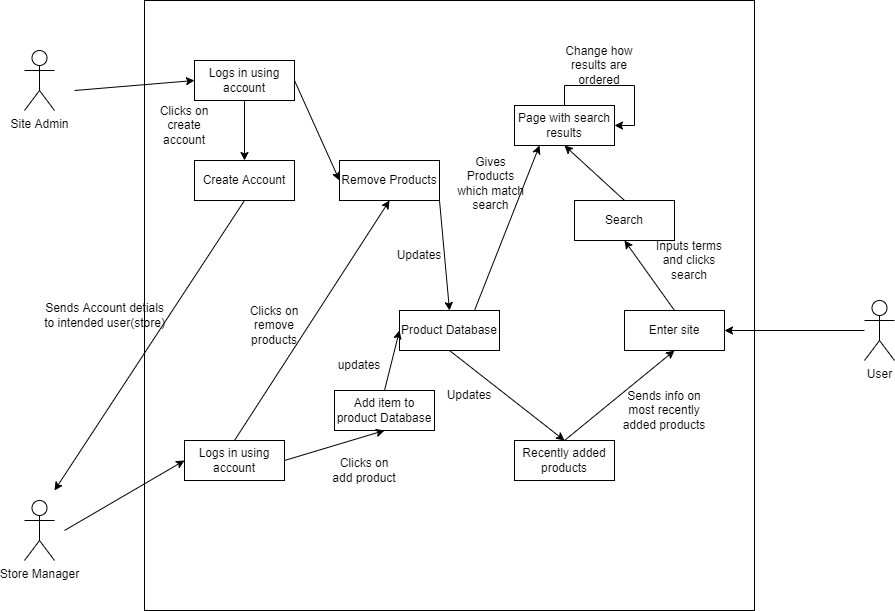 Change how
results are
ordered
Logs in using
account
Site Admin
Clicks on
create
account
Page with search
results
Create Account
Remove Products
Gives
Products
which match
search
Search
Inputs terms
and clicks
search
Updates
Sends Account detials
to intended user(store)
Clicks on
remove
products
Product Database
Enter site
User
updates
Add item to
product Database
Updates
Sends info on
most recently
added products
Logs in using
account
Clicks on
add product
Recently added
products
Store Manager